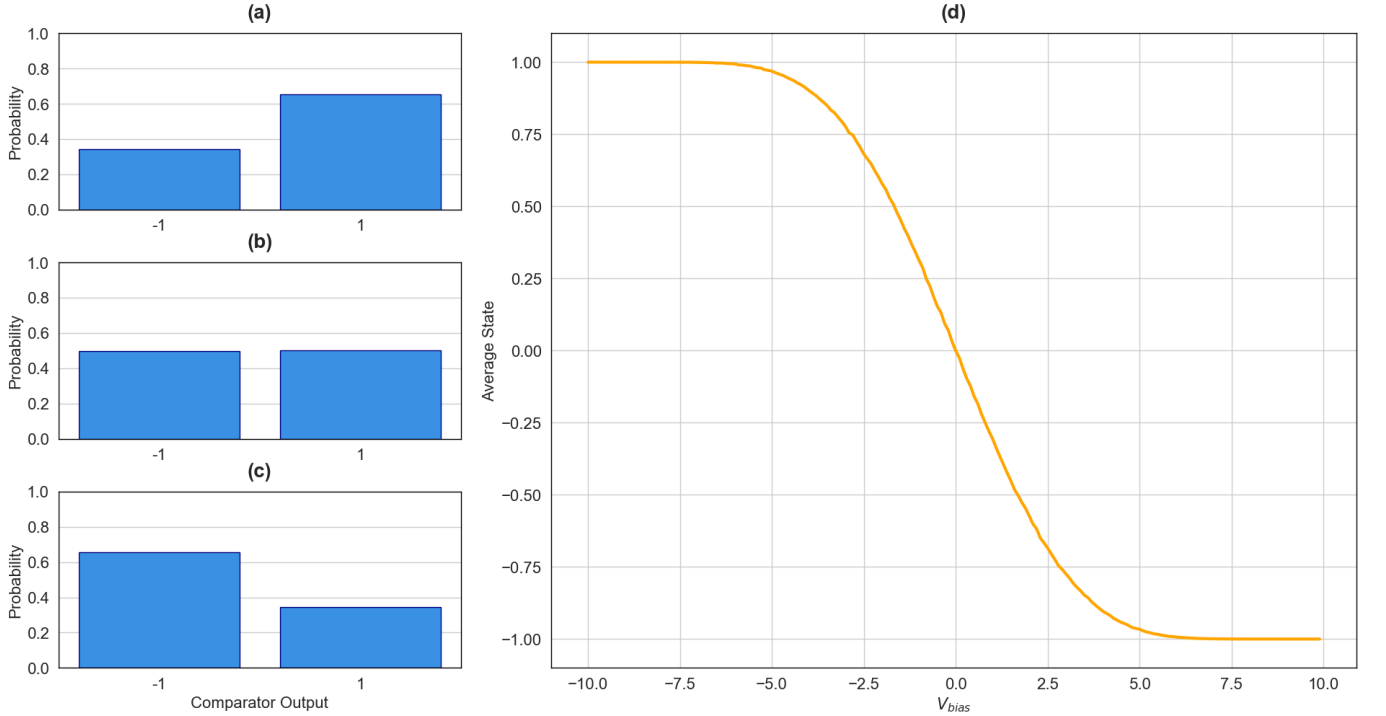 (a)
Probability
1.0
0.8
0.6
0.4
0.2
0.0
-1 1
(b)
Probability
1.0
0.8
0.6
0.4
0.2
0.0
-1 1
(c)
Probability
1.0
0.8
0.6
0.4
0.2
0.0
-1 1
Comparator Output
(d)
Average State
1.00
0.75
0.50
0.25
0.00
−0.25
−0.50
−0.75
−1.00
−10.0 −7.5 −5.0 −2.5 0.0 2.5 5.0 7.5 10.0
V_bias